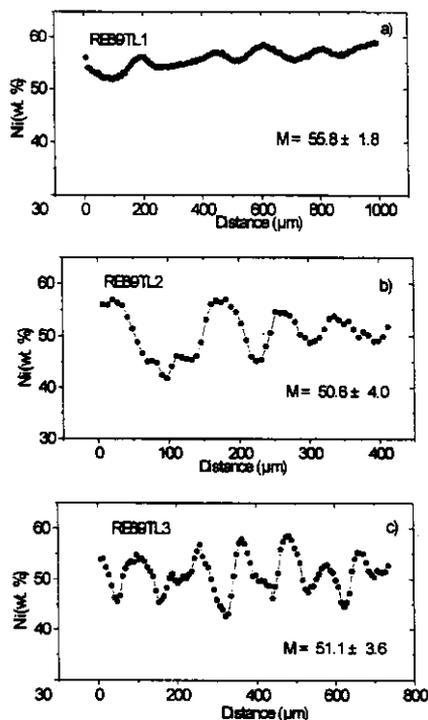 RE89TL1
a)
60
50
40
30
Ni(wt. %)
M = 55.8 ± 1.8
0 200 400 600 800 1000
Distance (µm)
RE89TL2
b)
60
50
40
30
Ni(wt. %)
M = 50.6 ± 4.0
0 100 200 300 400
Distance (µm)
RE89TL3
c)
60
50
40
30
Ni(wt. %)
M = 51.1 ± 3.6
0 200 400 600 800
Distance (µm)